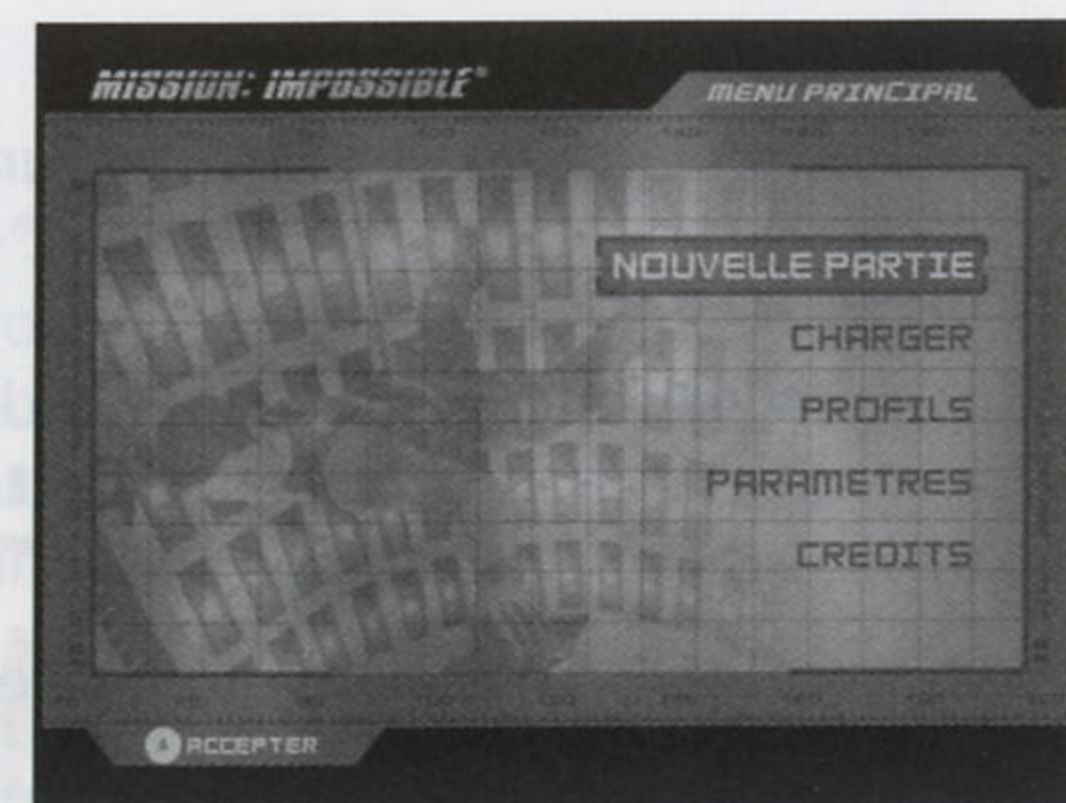 MISSION: IMPOSSIBLE®
MENU PRINCIPAL
NOUVELLE PARTIE
CHARGER
PROFILS
PARAMETRES
CREDITS
A ACCEPTER